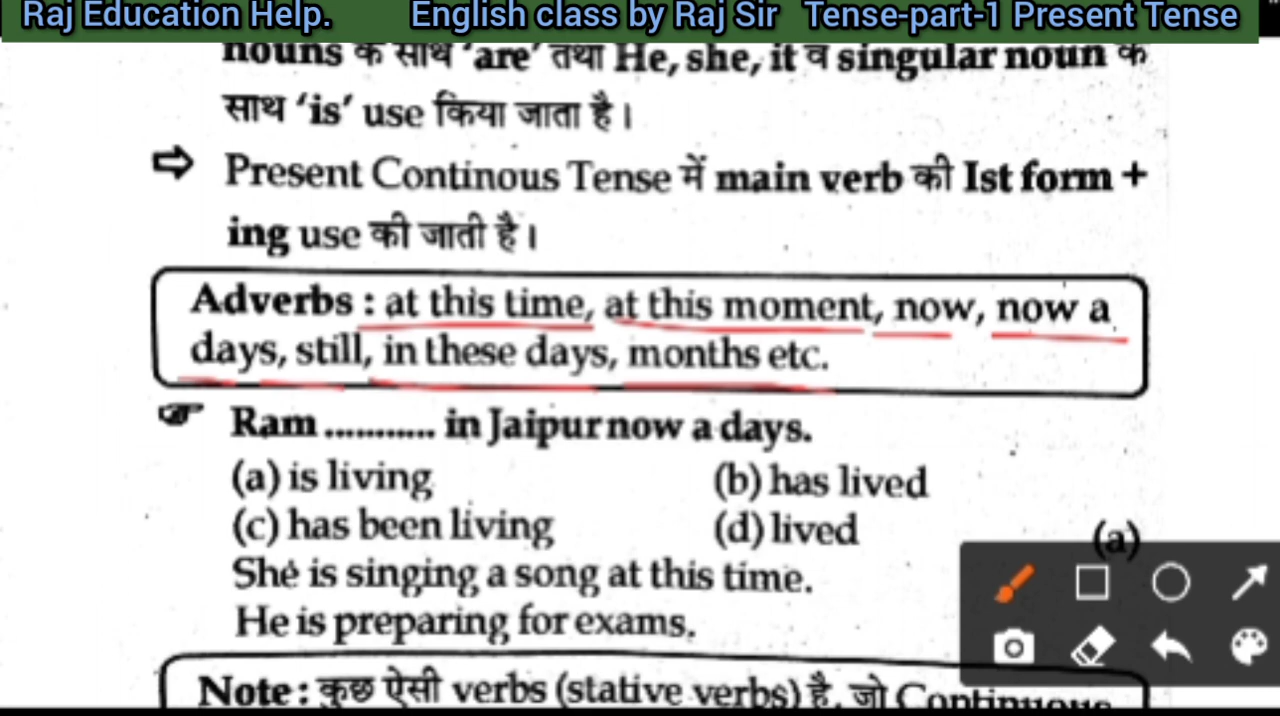 Raj Education Help. English class by Raj Sir Tense-part-1 Present Tense
nouns के साथ ‘are’ तथा He, she, it व singular noun के
साथ ‘is’ use किया जाता है।
⇨ Present Continous Tense में main verb की Ist form +
ing use की जाती है।
Adverbs : at this time, at this moment, now, now a
days, still, in these days, months etc.
☞ Ram ........... in Jaipur now a days.
(a) is living (b) has lived
(c) has been living (d) lived (a)
She is singing a song at this time.
He is preparing for exams.
Note : कुछ ऐसी verbs (stative verbs) है, जो Continuous